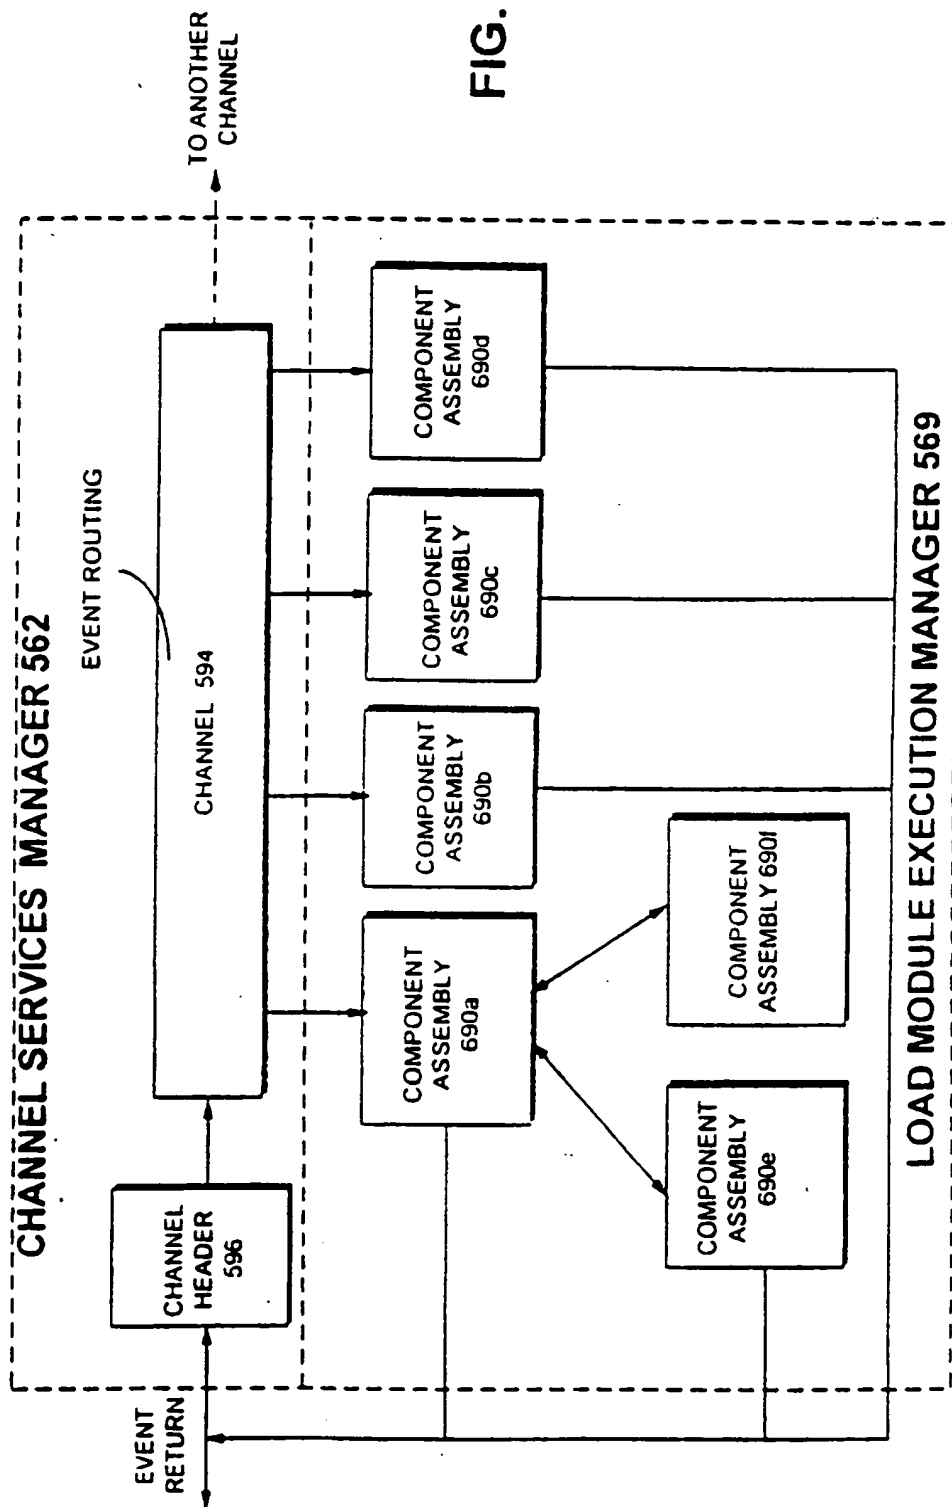 CHANNEL SERVICES MANAGER 562
EVENT ROUTING
TO ANOTHER
CHANNEL
EVENT
RETURN
CHANNEL
HEADER
596
CHANNEL 594
COMPONENT
ASSEMBLY
690a
COMPONENT
ASSEMBLY
690b
COMPONENT
ASSEMBLY
690c
COMPONENT
ASSEMBLY
690d
COMPONENT
ASSEMBLY
690e
COMPONENT
ASSEMBLY 690f
LOAD MODULE EXECUTION MANAGER 569
FIG.